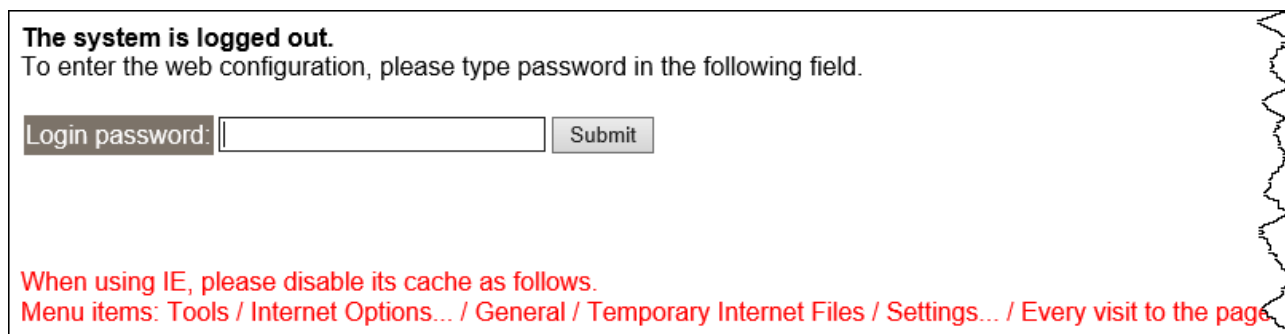 The system is logged out.
To enter the web configuration, please type password in the following field.
Login password: Submit
When using IE, please disable its cache as follows.
Menu items: Tools / Internet Options... / General / Temporary Internet Files / Settings... / Every visit to the page